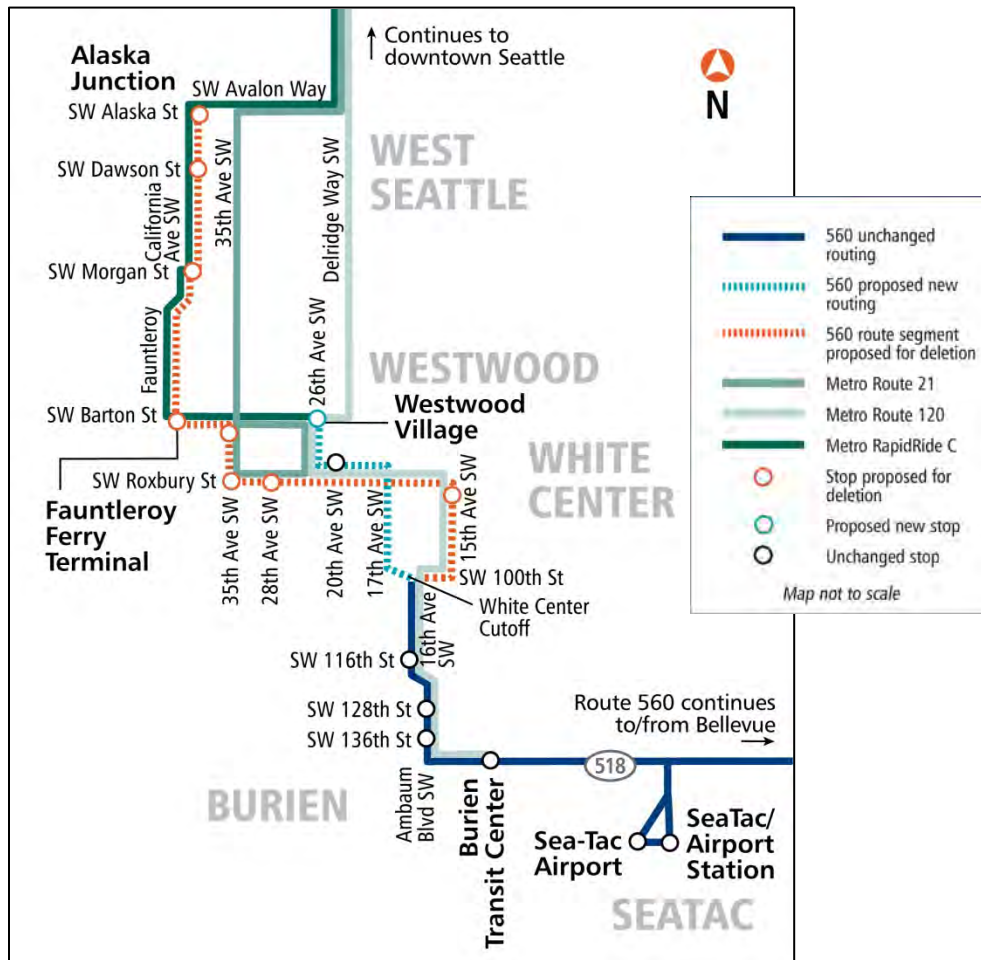 Continues to
downtown Seattle
Alaska
Junction
SW Avalon Way
SW Alaska St
N
SW Dawson St
California
Ave SW
35th Ave SW
WEST
SEATTLE
Delridge Way SW
SW Morgan St
Fauntleroy
26th Ave SW
WESTWOOD
SW Barton St
Westwood
Village
WHITE
CENTER
SW Roxbury St
Fauntleroy
Ferry
Terminal
35th Ave SW
28th Ave SW
20th Ave SW
17th Ave SW
15th Ave SW
SW 100th St
White Center
Cutoff
16th Ave
SW
SW 116th St
SW 128th St
SW 136th St
Route 560 continues
to/from Bellevue
518
BURIEN
Ambaum
Blvd SW
Burien
Transit Center
Sea-Tac
Airport
SeaTac/
Airport
Station
SEATAC
560 unchanged
routing
560 proposed new
routing
560 route segment
proposed for deletion
Metro Route 21
Metro Route 120
Metro RapidRide C
Stop proposed for
deletion
Proposed new stop
Unchanged stop
Map not to scale